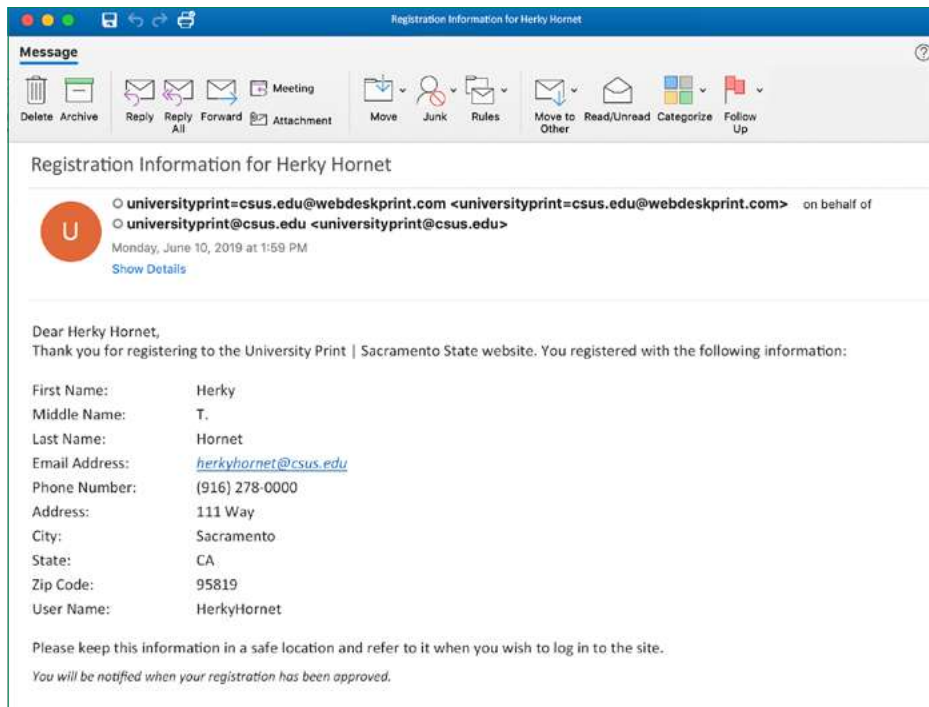 Registration Information for Herky Hornet
Message
Delete Archive Reply Reply All Forward Meeting Attachment Move Junk Rules Move to Other Read/Unread Categorize Follow Up
Registration Information for Herky Hornet
U
universityprint=csus.edu@webdeskprint.com <universityprint=csus.edu@webdeskprint.com> on behalf of
universityprint@csus.edu <universityprint@csus.edu>
Monday, June 10, 2019 at 1:59 PM
Show Details
Dear Herky Hornet,
Thank you for registering to the University Print | Sacramento State website. You registered with the following information:
First Name: Herky
Middle Name: T.
Last Name: Hornet
Email Address: herkyhornet@csus.edu
Phone Number: (916) 278-0000
Address: 111 Way
City: Sacramento
State: CA
Zip Code: 95819
User Name: HerkyHornet
Please keep this information in a safe location and refer to it when you wish to log in to the site.
You will be notified when your registration has been approved.